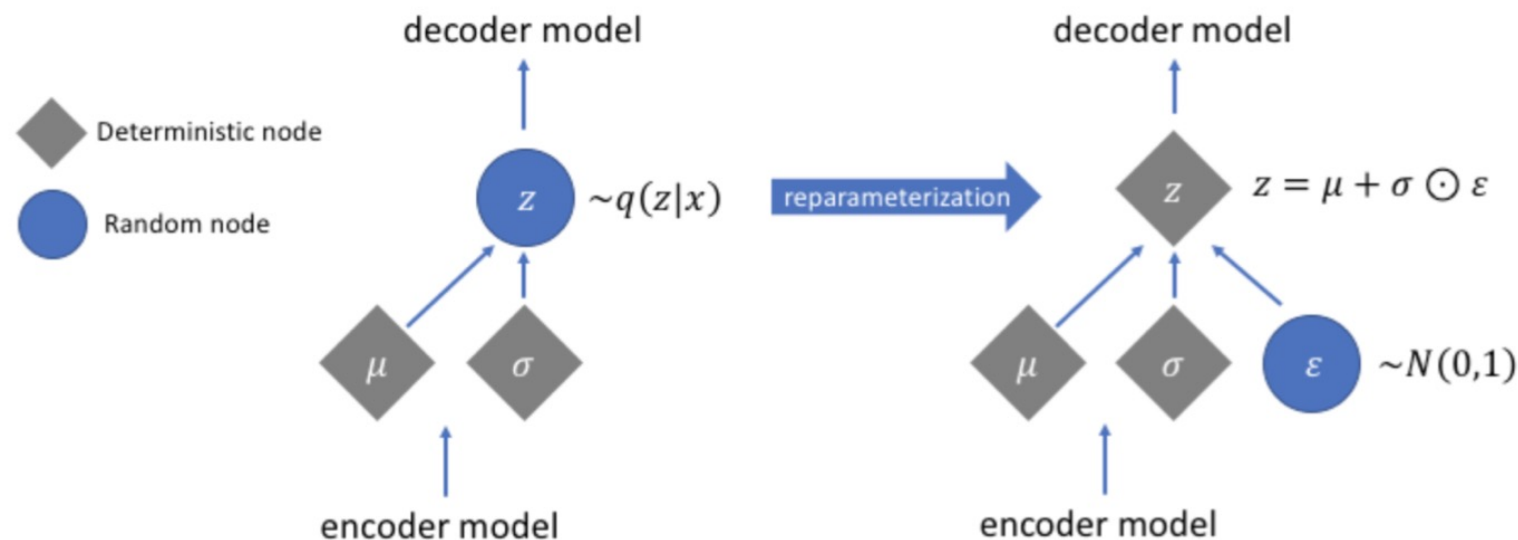 decoder model
Deterministic node
Random node
z
~q(z|x)
μ
σ
encoder model
reparameterization
decoder model
z
z = μ + σ ⊙ ε
μ
σ
ε
~N(0,1)
encoder model